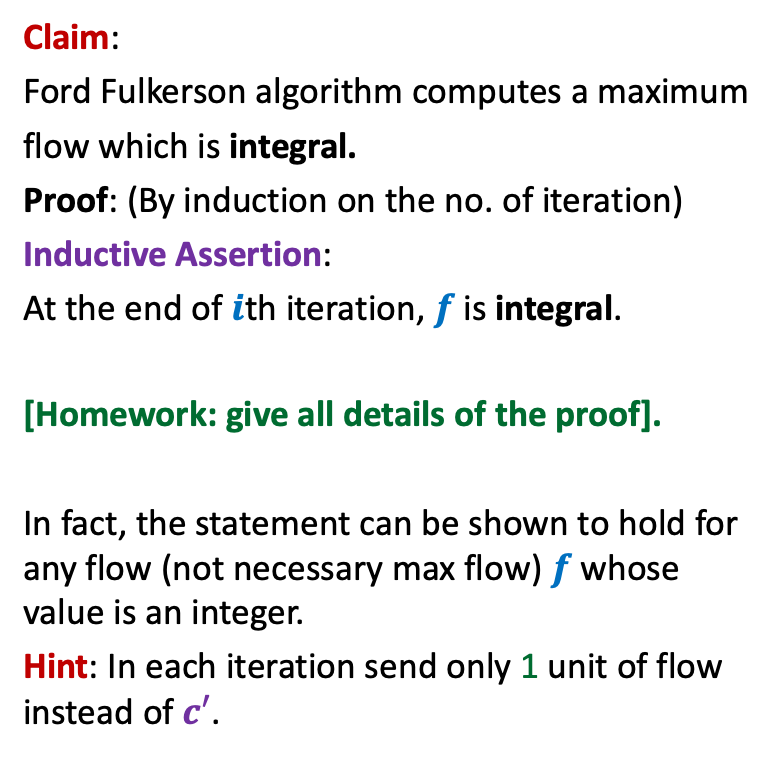 Claim:
Ford Fulkerson algorithm computes a maximum
flow which is integral.
Proof: (By induction on the no. of iteration)
Inductive Assertion:
At the end of ith iteration, f is integral.
[Homework: give all details of the proof].
In fact, the statement can be shown to hold for
any flow (not necessary max flow) f whose
value is an integer.
Hint: In each iteration send only 1 unit of flow
instead of c′.